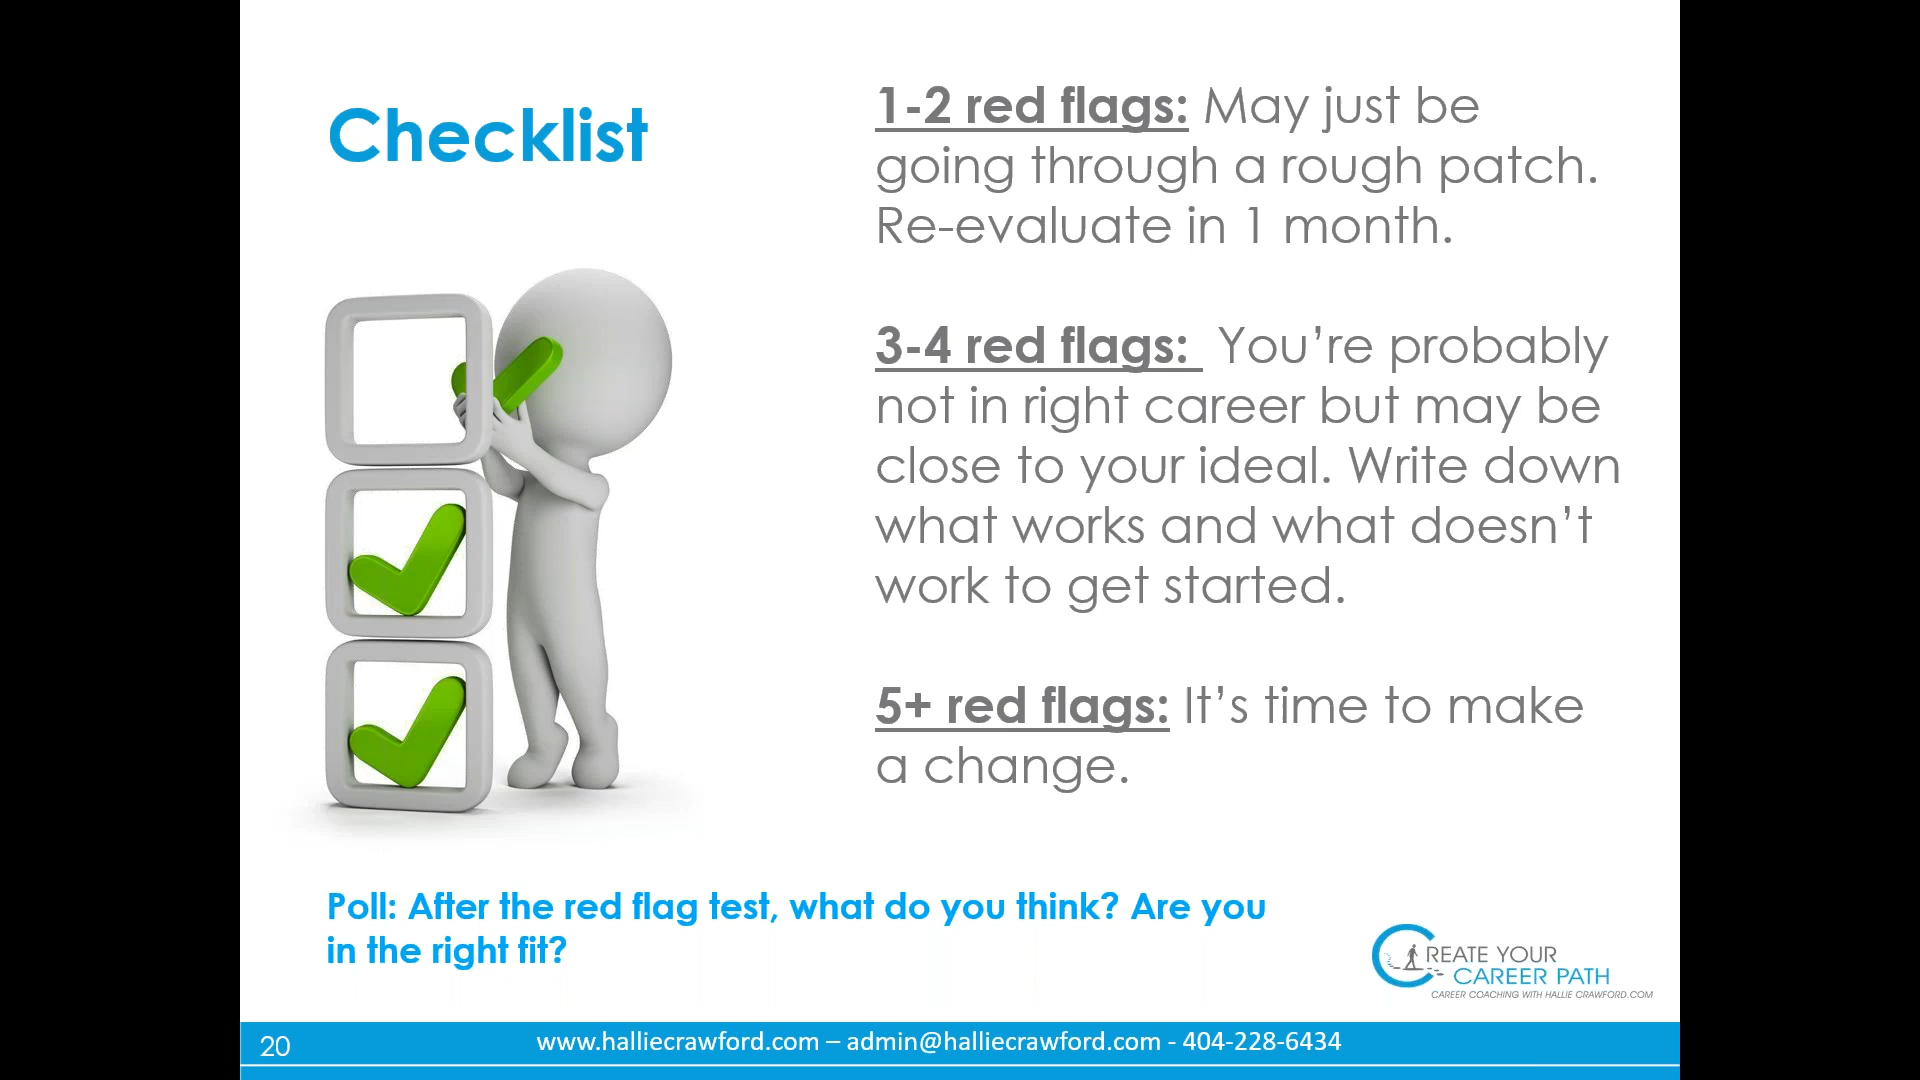 Checklist
1-2 red flags: May just be
going through a rough patch.
Re-evaluate in 1 month.
3-4 red flags:  You’re probably
not in right career but may be
close to your ideal. Write down
what works and what doesn’t
work to get started.
5+ red flags: It’s time to make
a change.
Poll: After the red flag test, what do you think? Are you
in the right fit?
CREATE YOUR
CAREER PATH
CAREER COACHING WITH HALLIE CRAWFORD.COM
20
www.halliecrawford.com – admin@halliecrawford.com - 404-228-6434